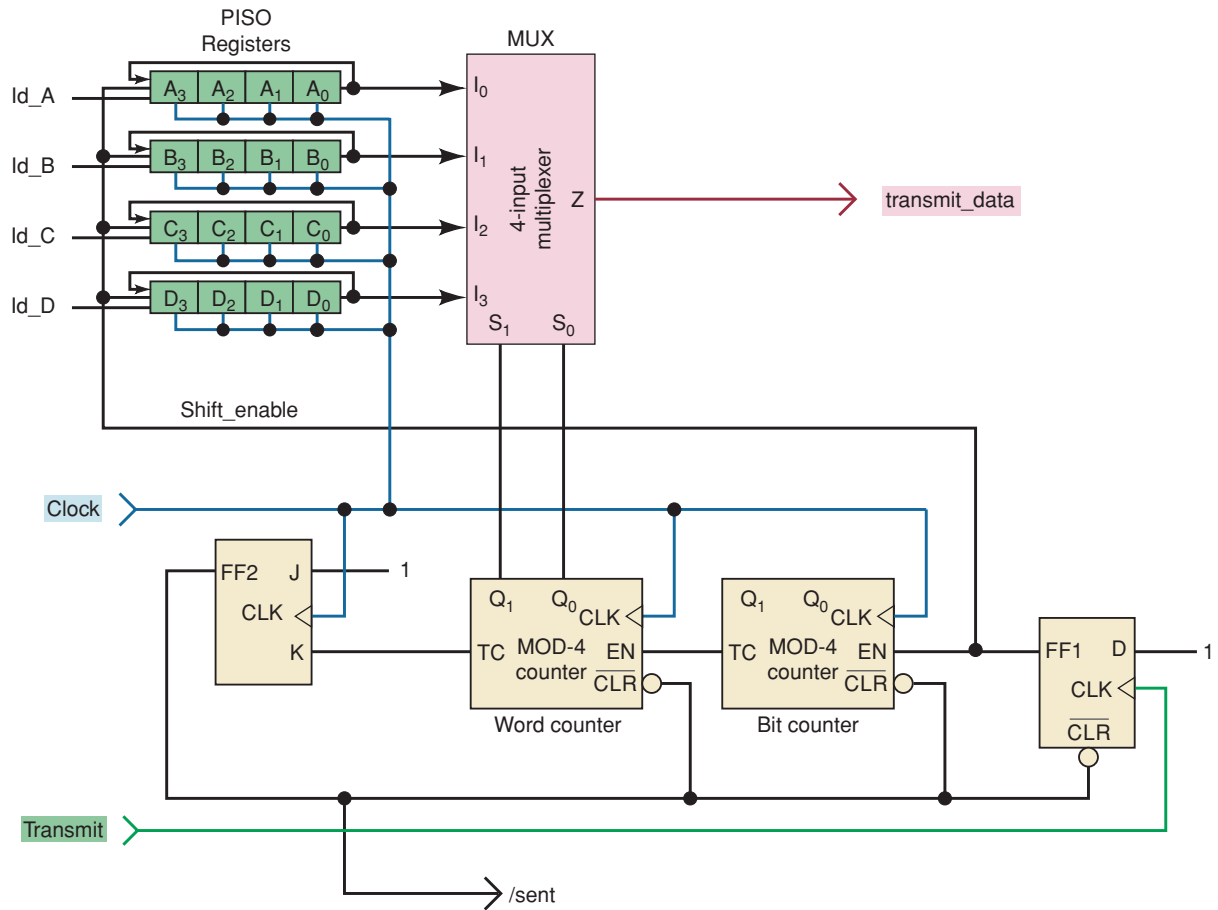 PISO
Registers
MUX
ld_A
A3 A2 A1 A0
I0
ld_B
B3 B2 B1 B0
I1
4-input
multiplexer
Z
transmit_data
ld_C
C3 C2 C1 C0
I2
ld_D
D3 D2 D1 D0
I3
S1 S0
Shift_enable
Clock
FF2 J 1
CLK
K
Q1 Q0
CLK
TC MOD-4 EN
counter CLR
Word counter
Q1 Q0
CLK
TC MOD-4 EN
counter CLR
Bit counter
FF1 D 1
CLK
CLR
Transmit
/sent